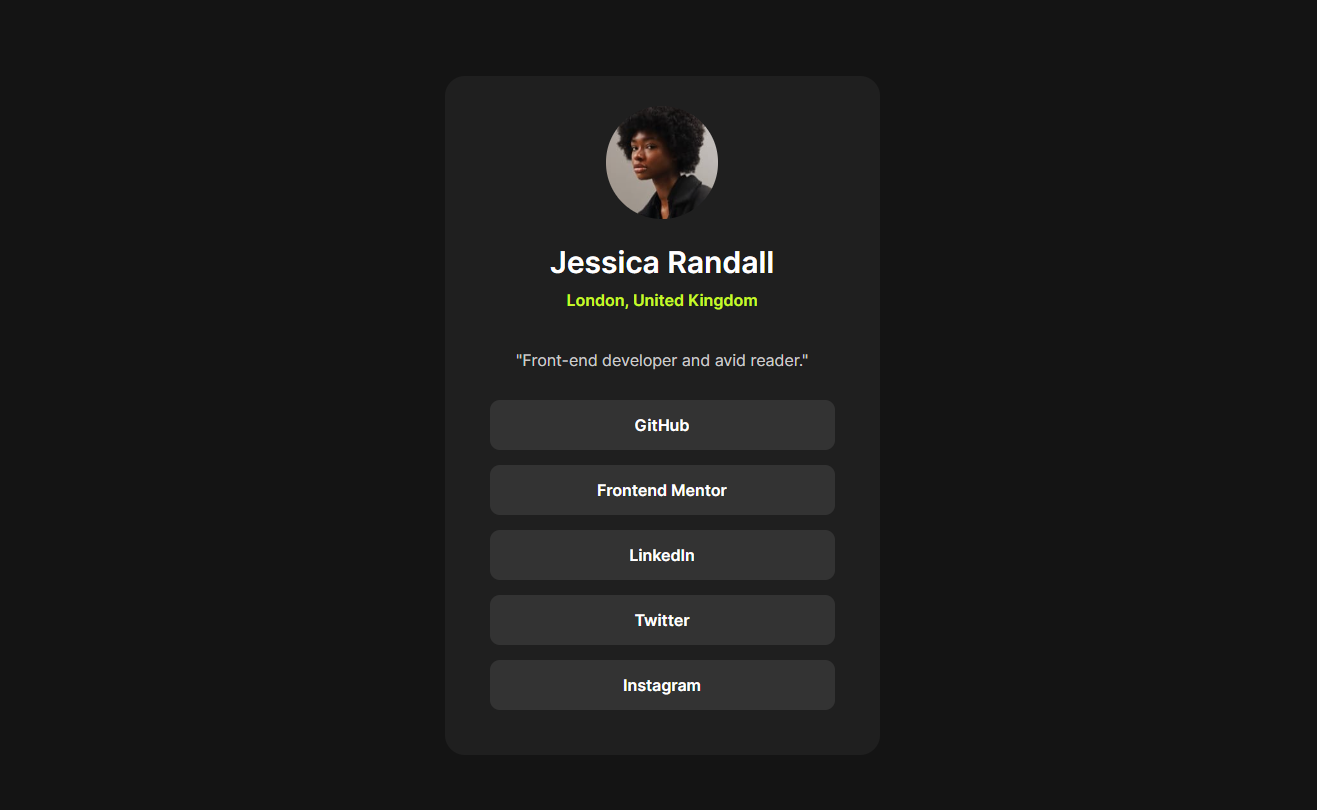 Jessica Randall
London, United Kingdom
"Front-end developer and avid reader."
GitHub
Frontend Mentor
LinkedIn
Twitter
Instagram